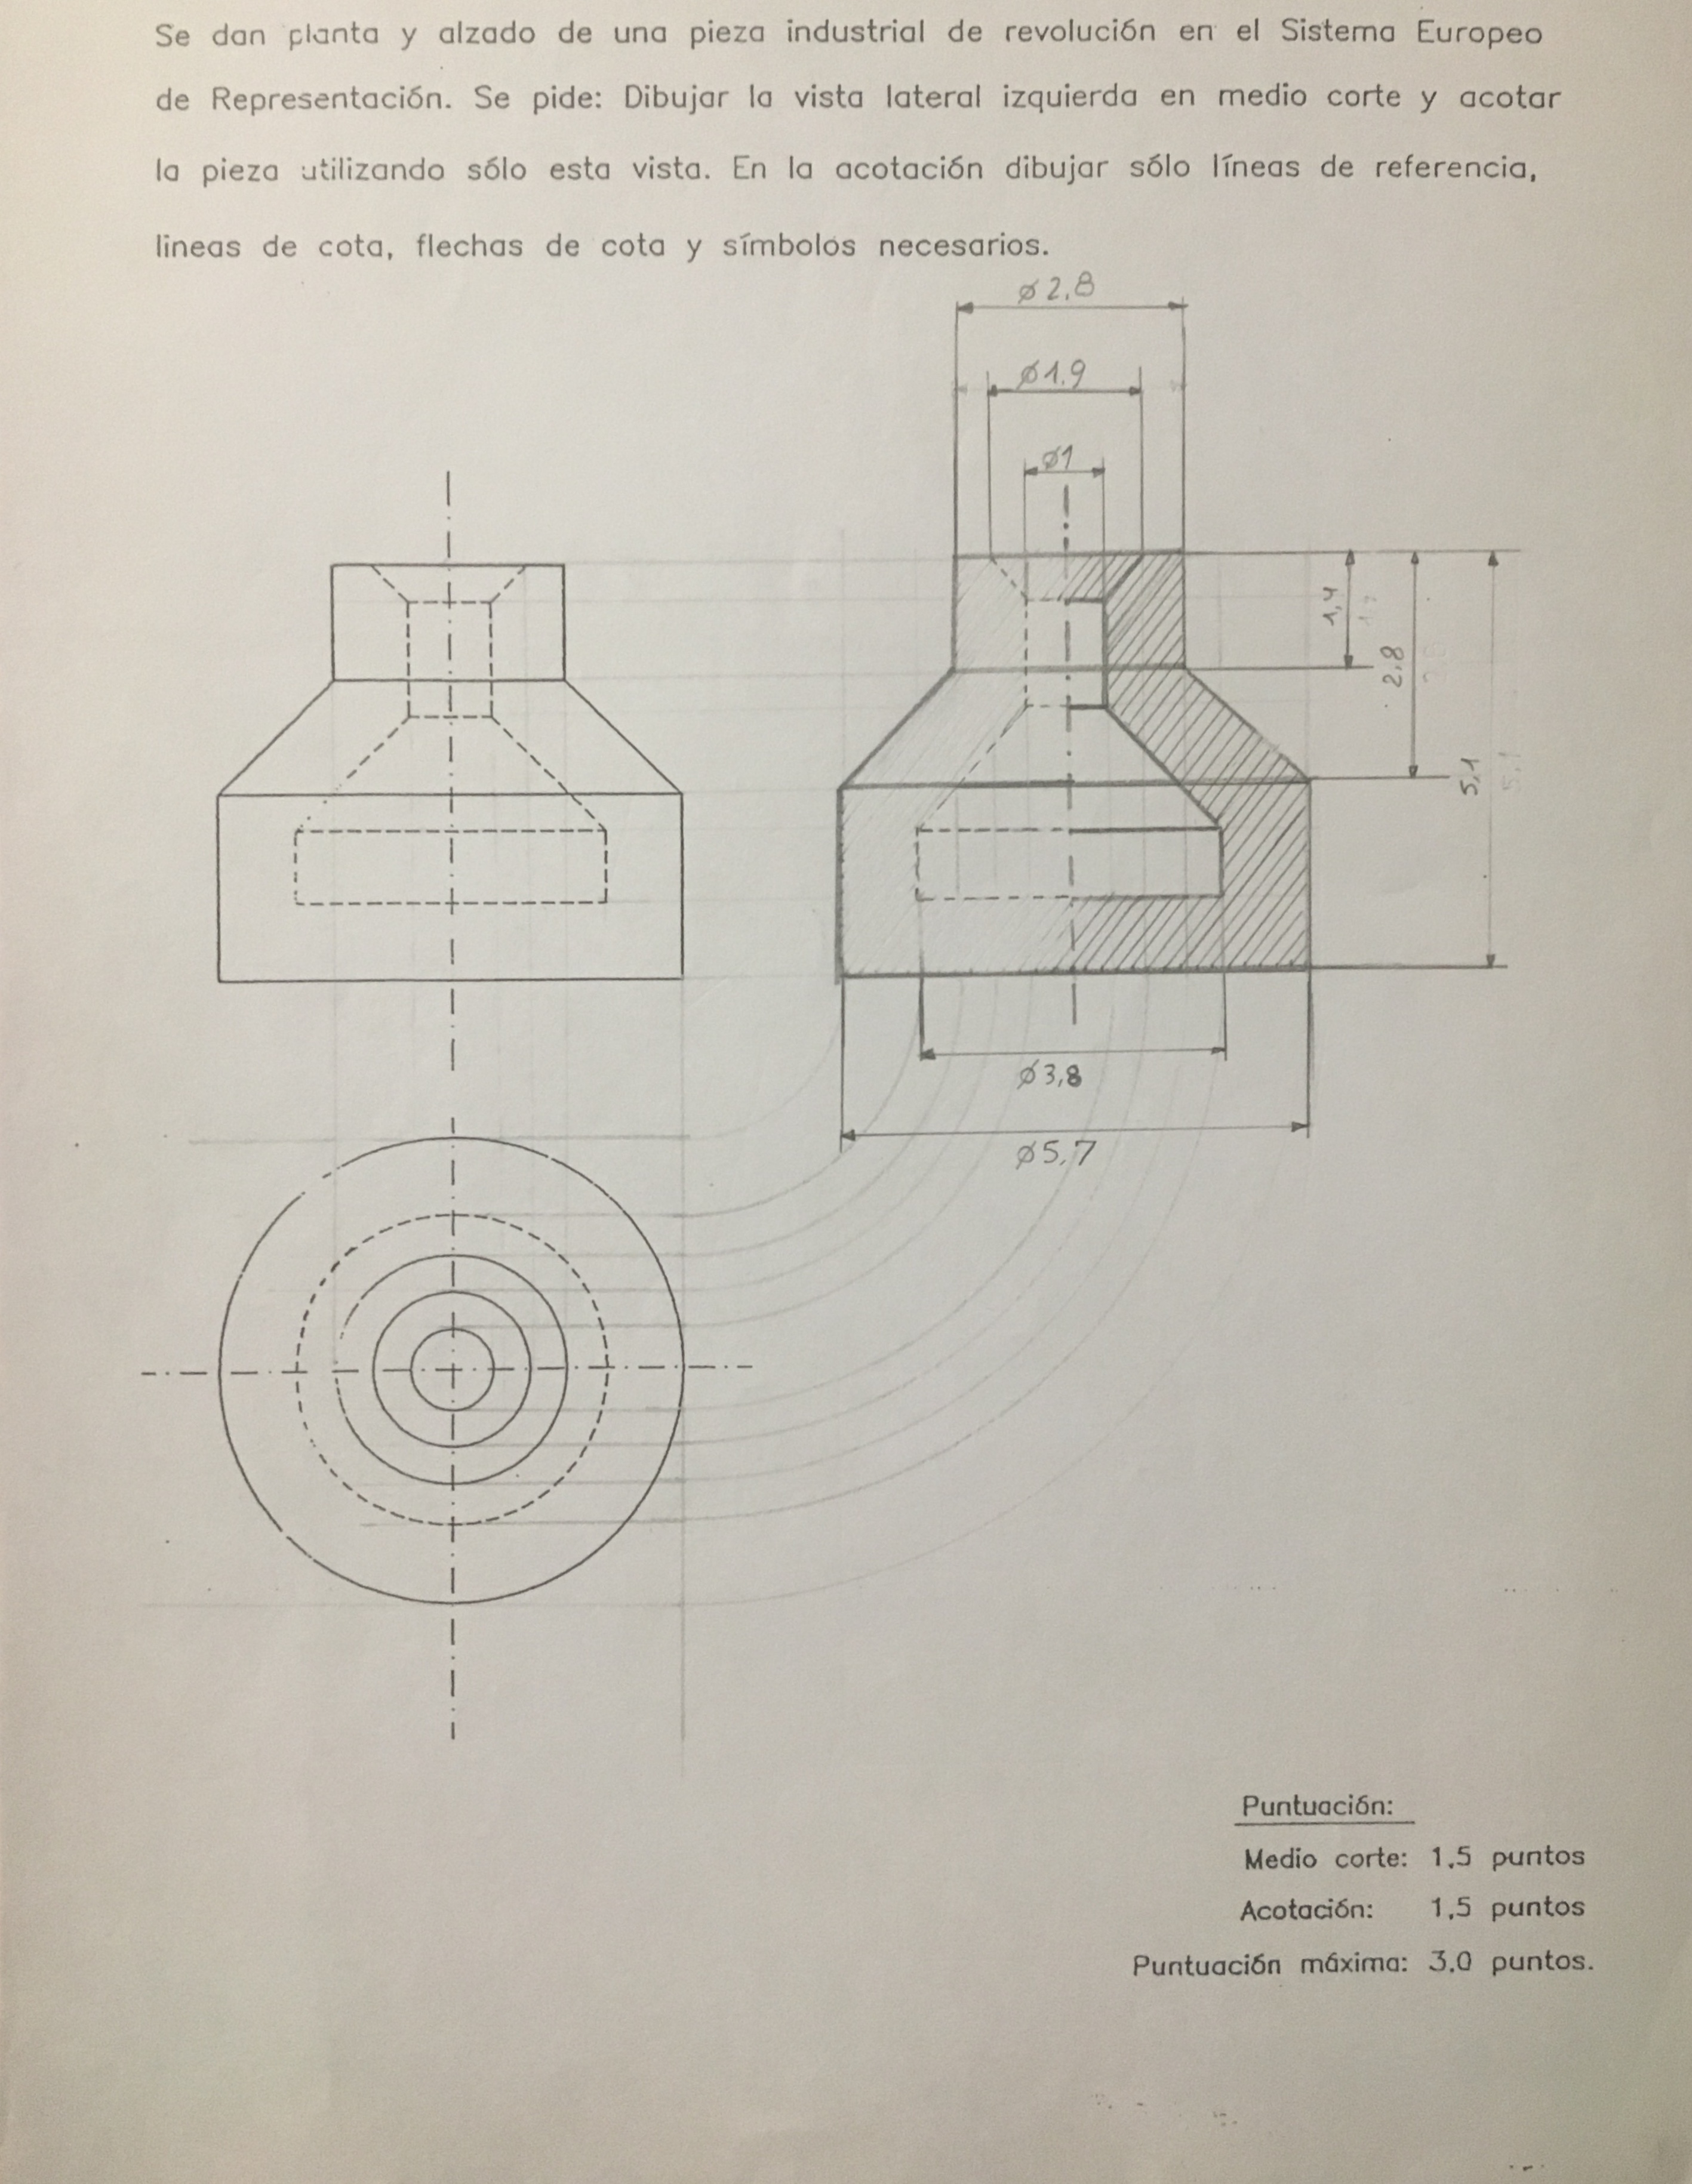 Se dan planta y alzado de una pieza industrial de revolución en el Sistema Europeo
de Representación. Se pide: Dibujar la vista lateral izquierda en medio corte y acotar
la pieza utilizando sólo esta vista. En la acotación dibujar sólo líneas de referencia,
lineas de cota, flechas de cota y símbolos necesarios.
ø 2,8
ø1.9
ø1
1,4
2,8
5,1
ø3,8
ø5,7
Puntuación:
Medio corte: 1.5 puntos
Acotación: 1.5 puntos
Puntuación máxima: 3.0 puntos.